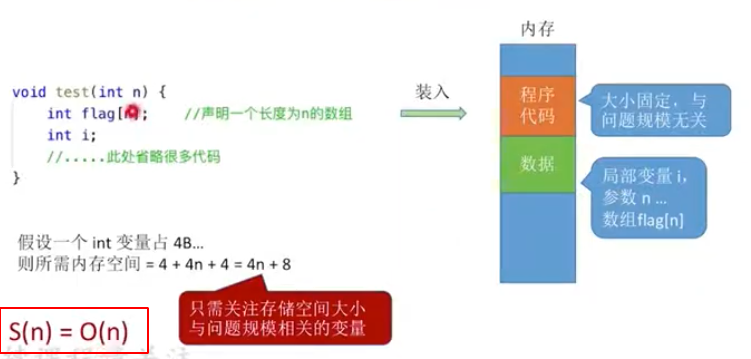 内存
void test(int n) {
int flag[n];    //声明一个长度为n的数组
int i;
//.....此处省略很多代码
}
装入
程序
代码
大小固定，与
问题规模无关
数据
局部变量 i，
参数 n ...
数组flag[n]
假设一个 int 变量占 4B...
则所需内存空间 = 4 + 4n + 4 = 4n + 8
只需关注存储空间大小
与问题规模相关的变量
S(n) = O(n)